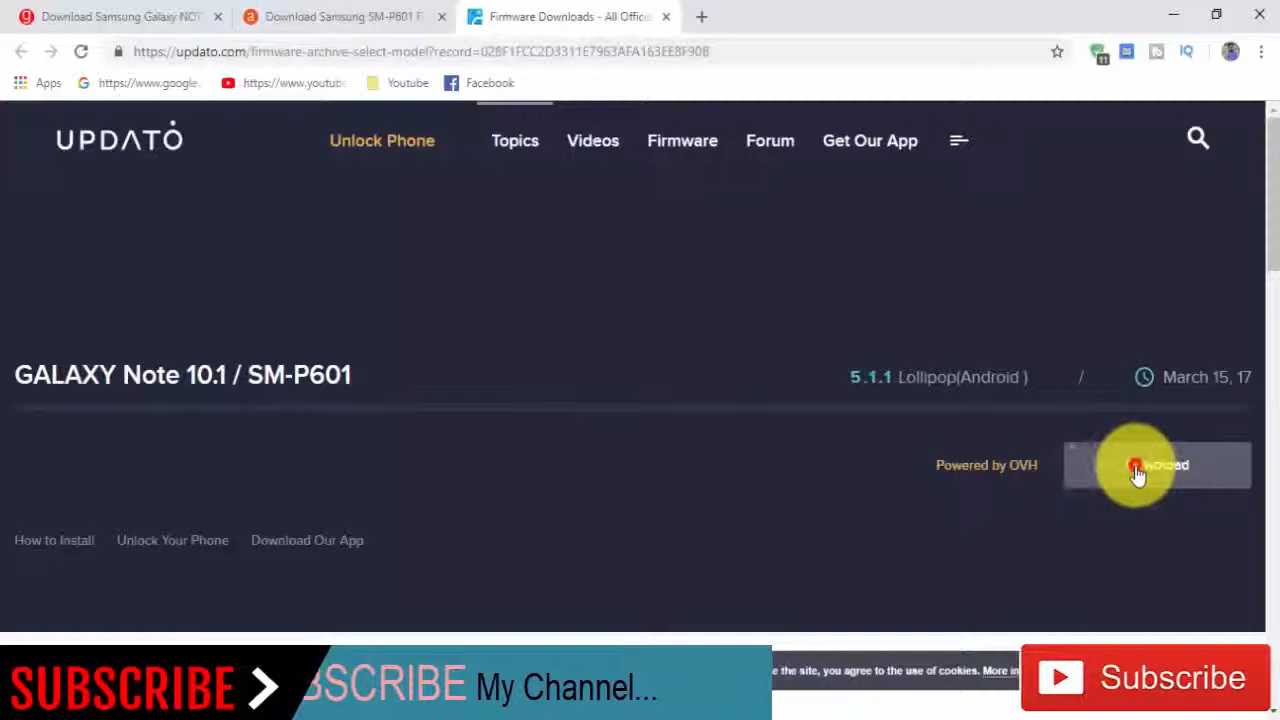 Download Samsung Galaxy NOT
Download Samsung SM-P601 F
Firmware Downloads - All Offici
https://updato.com/firmware-archive-select-model?record=028F1FCC2D3311E7963AFA163EE8F908
11
IQ
Apps
https://www.google.
https://www.youtube
Youtube
Facebook
UPDATO
Unlock Phone
Topics
Videos
Firmware
Forum
Get Our App
GALAXY Note 10.1 / SM-P601
5.1.1 Lollipop(Android )
/
March 15, 17
Powered by OVH
How to Install
Unlock Your Phone
Download Our App
SUBSCRIBE
BSCRIBE My Channel...
e the site, you agree to the use of cookies. More in
Subscribe